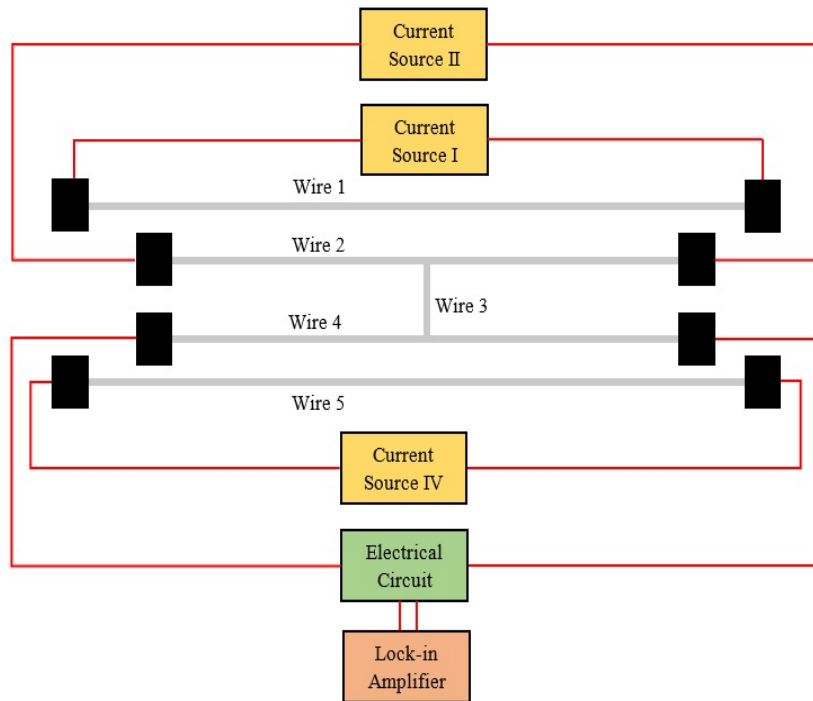 Current
Source II
Current
Source I
Wire 1
Wire 2
Wire 3
Wire 4
Wire 5
Current
Source IV
Electrical
Circuit
Lock-in
Amplifier